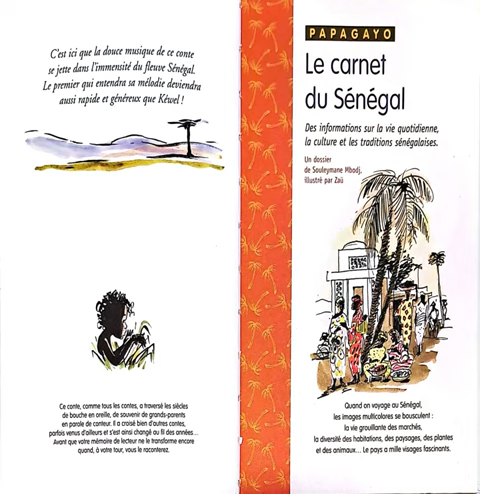 C'est ici que la douce musique de ce conte
se jette dans l'immensité du fleuve Sénégal.
Le premier qui entendra sa mélodie deviendra
aussi rapide et généreux que Kéwel !
Ce conte, comme tous les contes, a traversé les siècles
de bouche en oreille, de souvenir de grands-parents
en parole de conteur. Il a croisé bien d'autres contes,
parfois venus d'ailleurs et s'est ainsi changé au fil des années...
Avant que votre mémoire de lecteur ne le transforme encore
quand, à votre tour, vous le raconterez.
PAPAGAYO
Le carnet
du Sénégal
Des informations sur la vie quotidienne,
la culture et les traditions sénégalaises.
Un dossier
de Souleymane Mbodj,
illustré par Zaü
Quand on voyage au Sénégal,
les images multicolores se bousculent :
la vie grouillante des marchés,
la diversité des habitations, des paysages, des plantes
et des animaux... Le pays a mille visages fascinants.